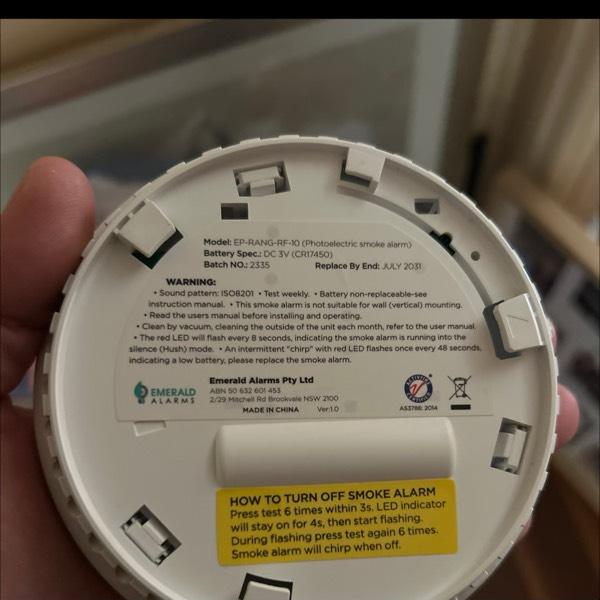 Model: EP-RANG-RF-10 (Photoelectric smoke alarm)
Battery Spec.: DC 3V (CR17450)
Batch NO.: 2335 Replace By End: JULY 2031
WARNING:
• Sound pattern: ISO8201 • Test weekly. • Battery non-replaceable-see
instruction manual. • This smoke alarm is not suitable for wall (vertical) mounting.
• Read the users manual before installing and operating.
• Clean by vacuum, cleaning the outside of the unit each month, refer to the user manual.
• The red LED will flash every 8 seconds, indicating the smoke alarm is running into the
silence (Hush) mode. • An intermittent "chirp" with red LED flashes once every 48 seconds,
indicating a low battery, please replace the smoke alarm.
EMERALD
ALARMS
Emerald Alarms Pty Ltd
ABN 50 632 601 453
2/29 Mitchell Rd Brookvale NSW 2100
MADE IN CHINA Ver:1.0
AS3786: 2014
HOW TO TURN OFF SMOKE ALARM
Press test 6 times within 3s. LED indicator
will stay on for 4s, then start flashing.
During flashing press test again 6 times.
Smoke alarm will chirp when off.